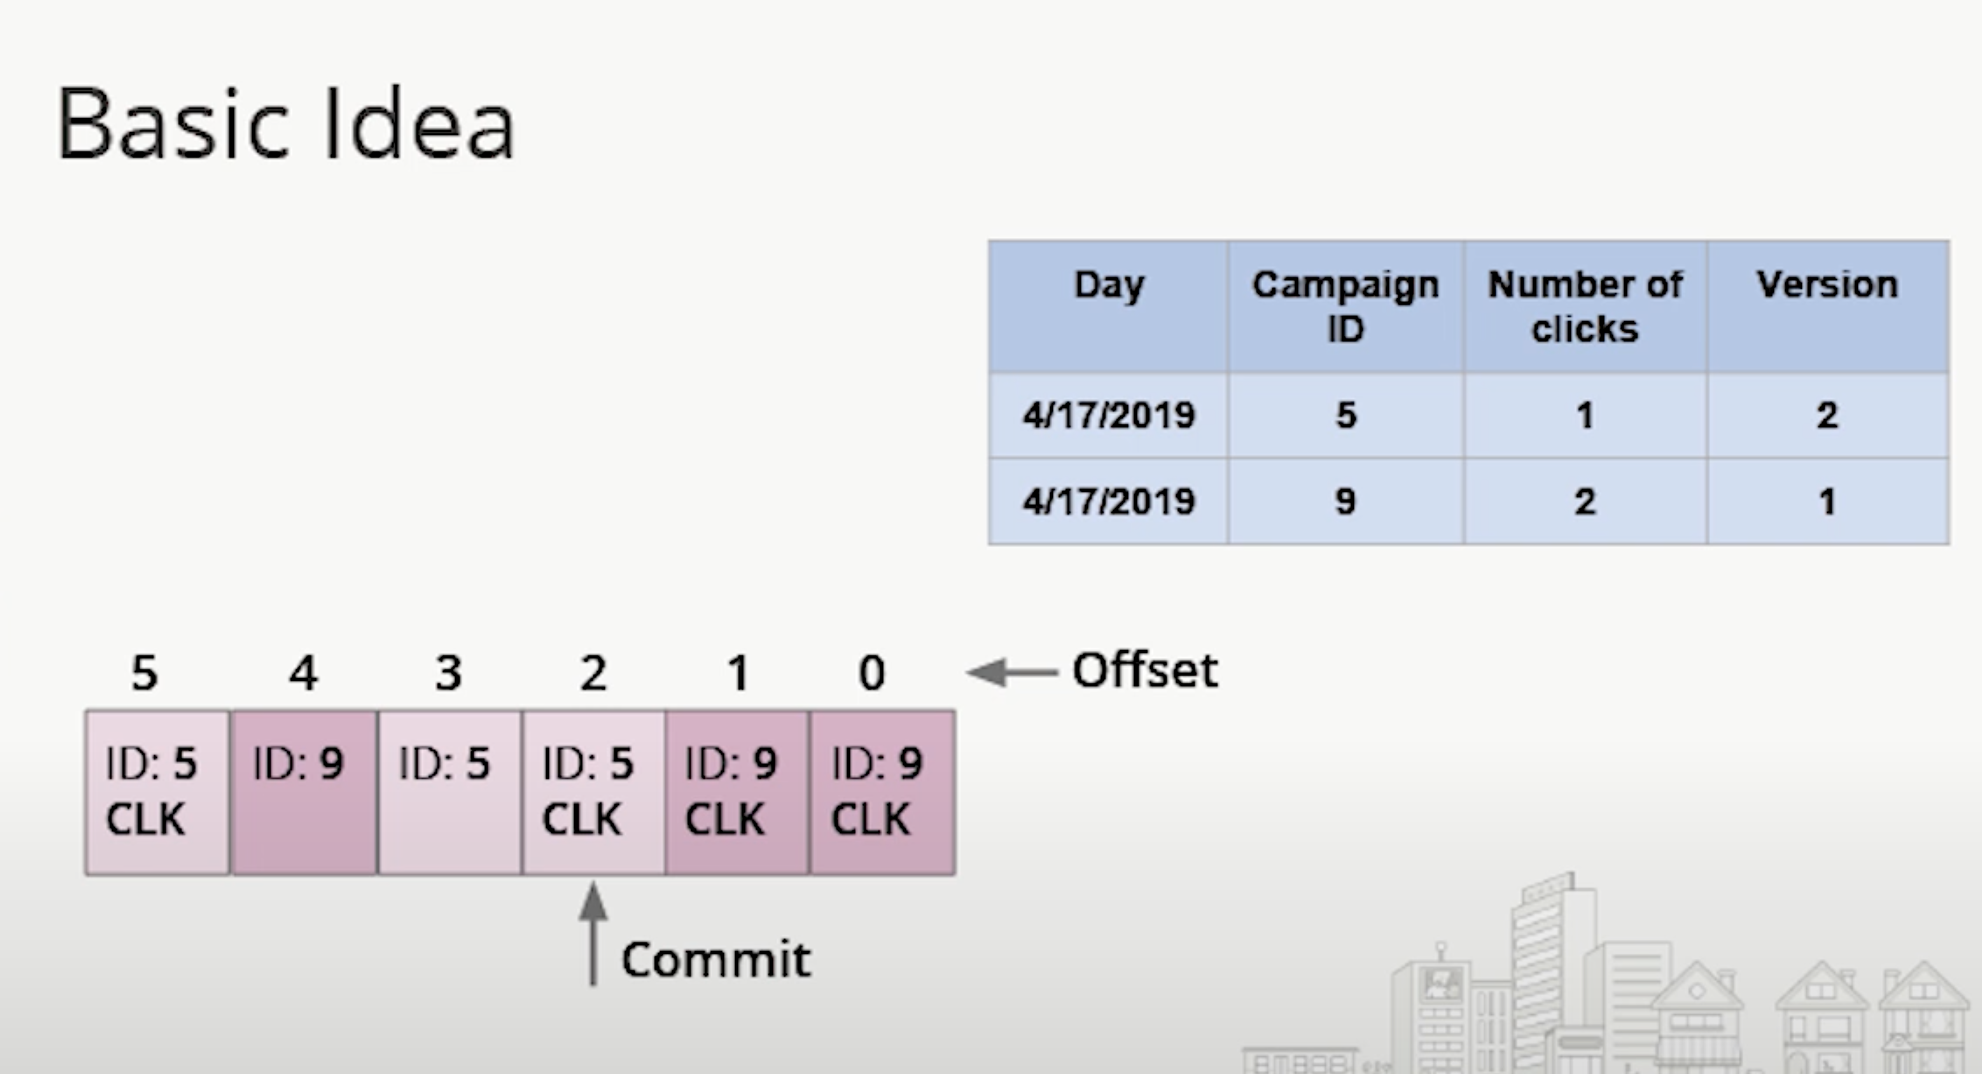 Basic Idea
Day Campaign ID Number of clicks Version
4/17/2019 5 1 2
4/17/2019 9 2 1
5 4 3 2 1 0 Offset
ID: 5 ID: 9 ID: 5 ID: 5 ID: 9 ID: 9
CLK CLK CLK CLK
Commit